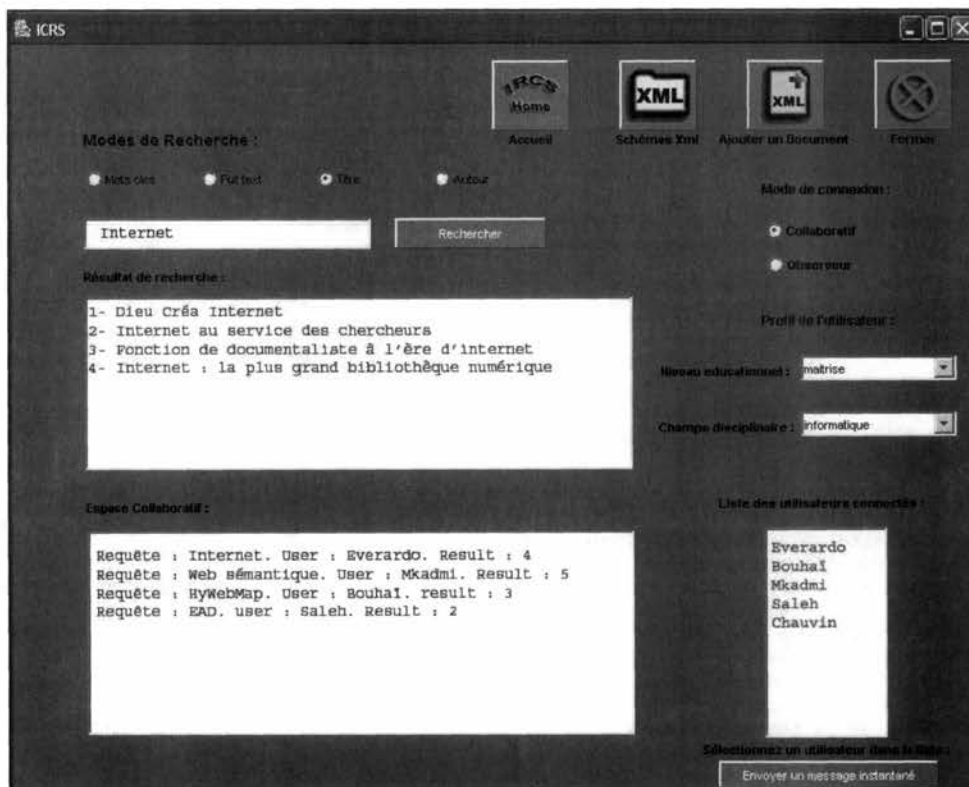 ICRS
IRCS
Home
XML
XML
Accueil
Schémes Xml
Ajouter un Document
Fermer
Modes de Recherche :
Mots cles
Full text
Titre
Auteur
Mode de connexion :
Internet
Rechercher
Collaboratif
Observeur
Résultat de recherche :
1- Dieu Créa Internet
2- Internet au service des chercheurs
3- Fonction de documentaliste à l'ère d'internet
4- Internet : la plus grand bibliothèque numérique
Profil de l'utilisateur :
Niveau educationnel :
maitrise
Champe disciplinaire :
informatique
Espace Collaboratif :
Requête : Internet. User : Everardo. Result : 4
Requête : Web sémantique. User : Mkadmi. Result : 5
Requête : HyWebMap. User : Bouhaï. result : 3
Requête : EAD. user : Saleh. Result : 2
Liste des utilisateurs connectés :
Everardo
Bouhaï
Mkadmi
Saleh
Chauvin
Sélectionnez un utilisateur dans la liste :
Envoyer un message instantané